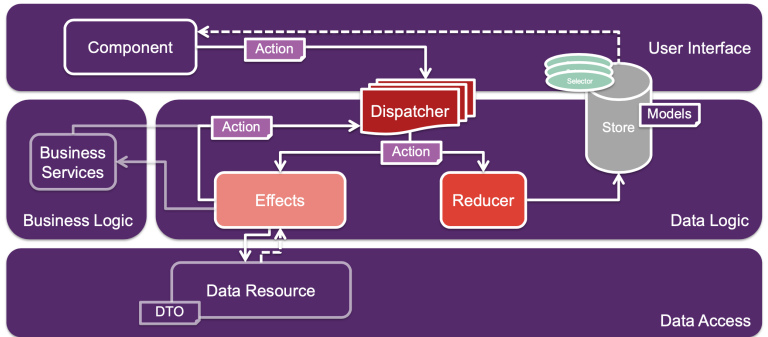 Component
Action
User Interface
Selector
Dispatcher
Store
Models
Action
Business
Services
Action
Effects
Reducer
Business Logic
Data Logic
Data Resource
DTO
Data Access